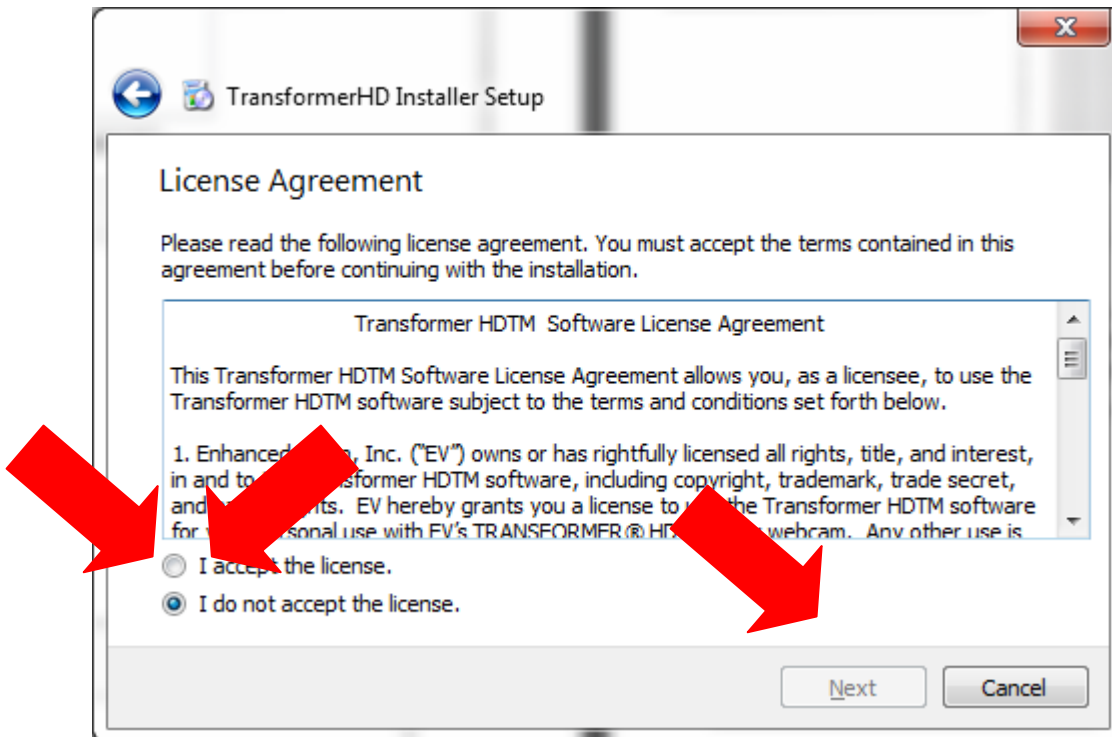 TransformerHD Installer Setup
License Agreement
Please read the following license agreement. You must accept the terms contained in this
agreement before continuing with the installation.
Transformer HDTM Software License Agreement
This Transformer HDTM Software License Agreement allows you, as a licensee, to use the
Transformer HDTM software subject to the terms and conditions set forth below.
1. Enhanced , Inc. ("EV") owns or has rightfully licensed all rights, title, and interest,
in and to HDTM software, including copyright, trademark, trade secret,
and EV hereby grants you a license to the Transformer HDTM software
for personal use with EV's TRANSFORMER® webcam. Any other use is
I accept the license.
I do not accept the license.
Next
Cancel